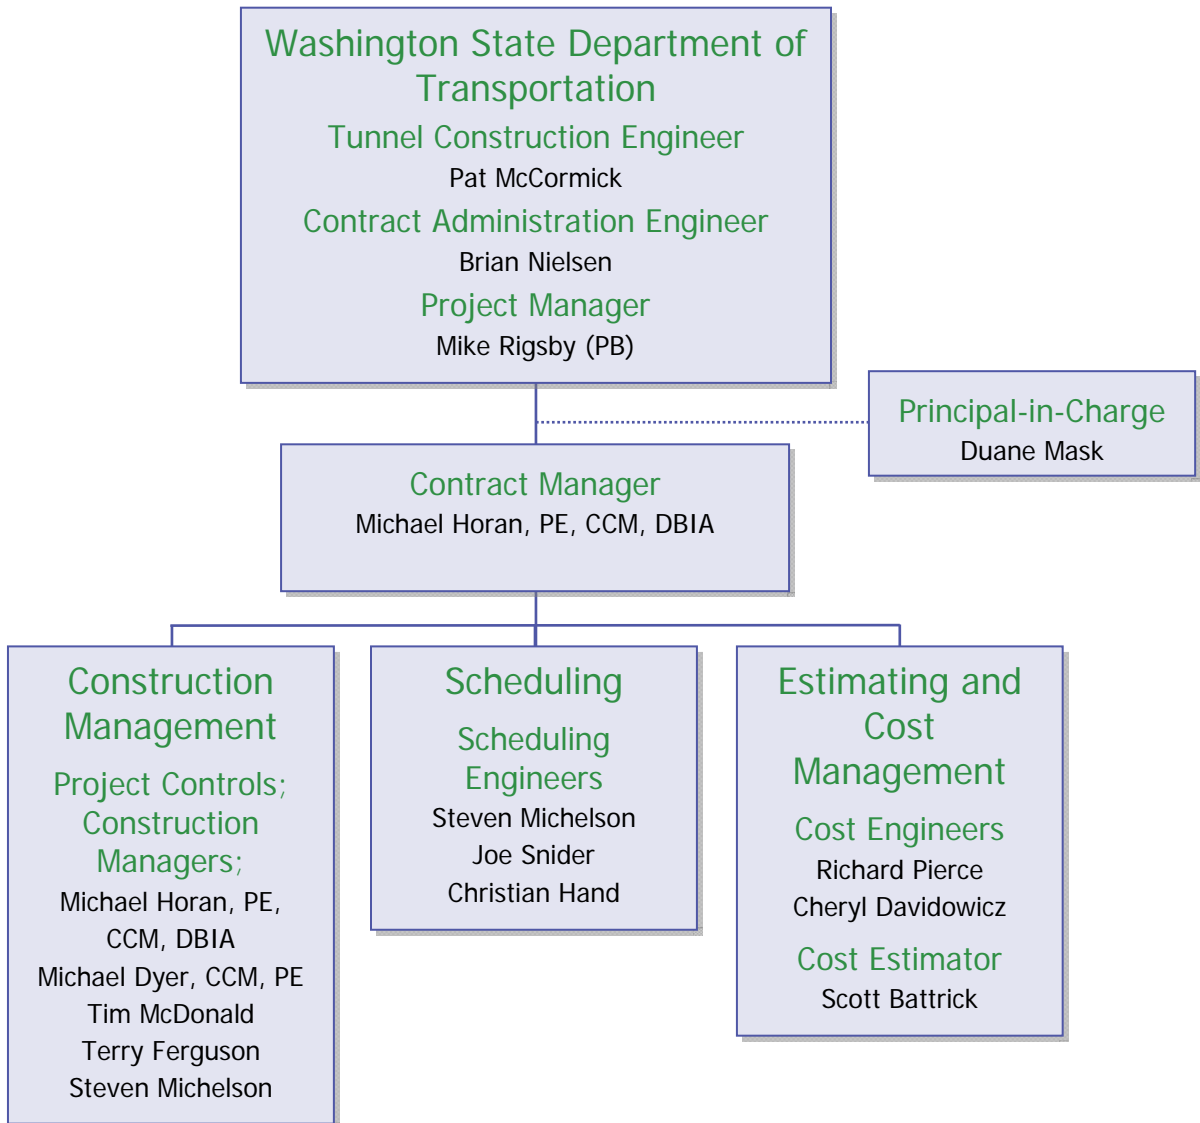 Washington State Department of
Transportation
Tunnel Construction Engineer
Pat McCormick
Contract Administration Engineer
Brian Nielsen
Project Manager
Mike Rigsby (PB)
Principal-in-Charge
Duane Mask
Contract Manager
Michael Horan, PE, CCM, DBIA
Construction
Management
Project Controls;
Construction
Managers;
Michael Horan, PE,
CCM, DBIA
Michael Dyer, CCM, PE
Tim McDonald
Terry Ferguson
Steven Michelson
Scheduling
Scheduling
Engineers
Steven Michelson
Joe Snider
Christian Hand
Estimating and
Cost
Management
Cost Engineers
Richard Pierce
Cheryl Davidowicz
Cost Estimator
Scott Battrick